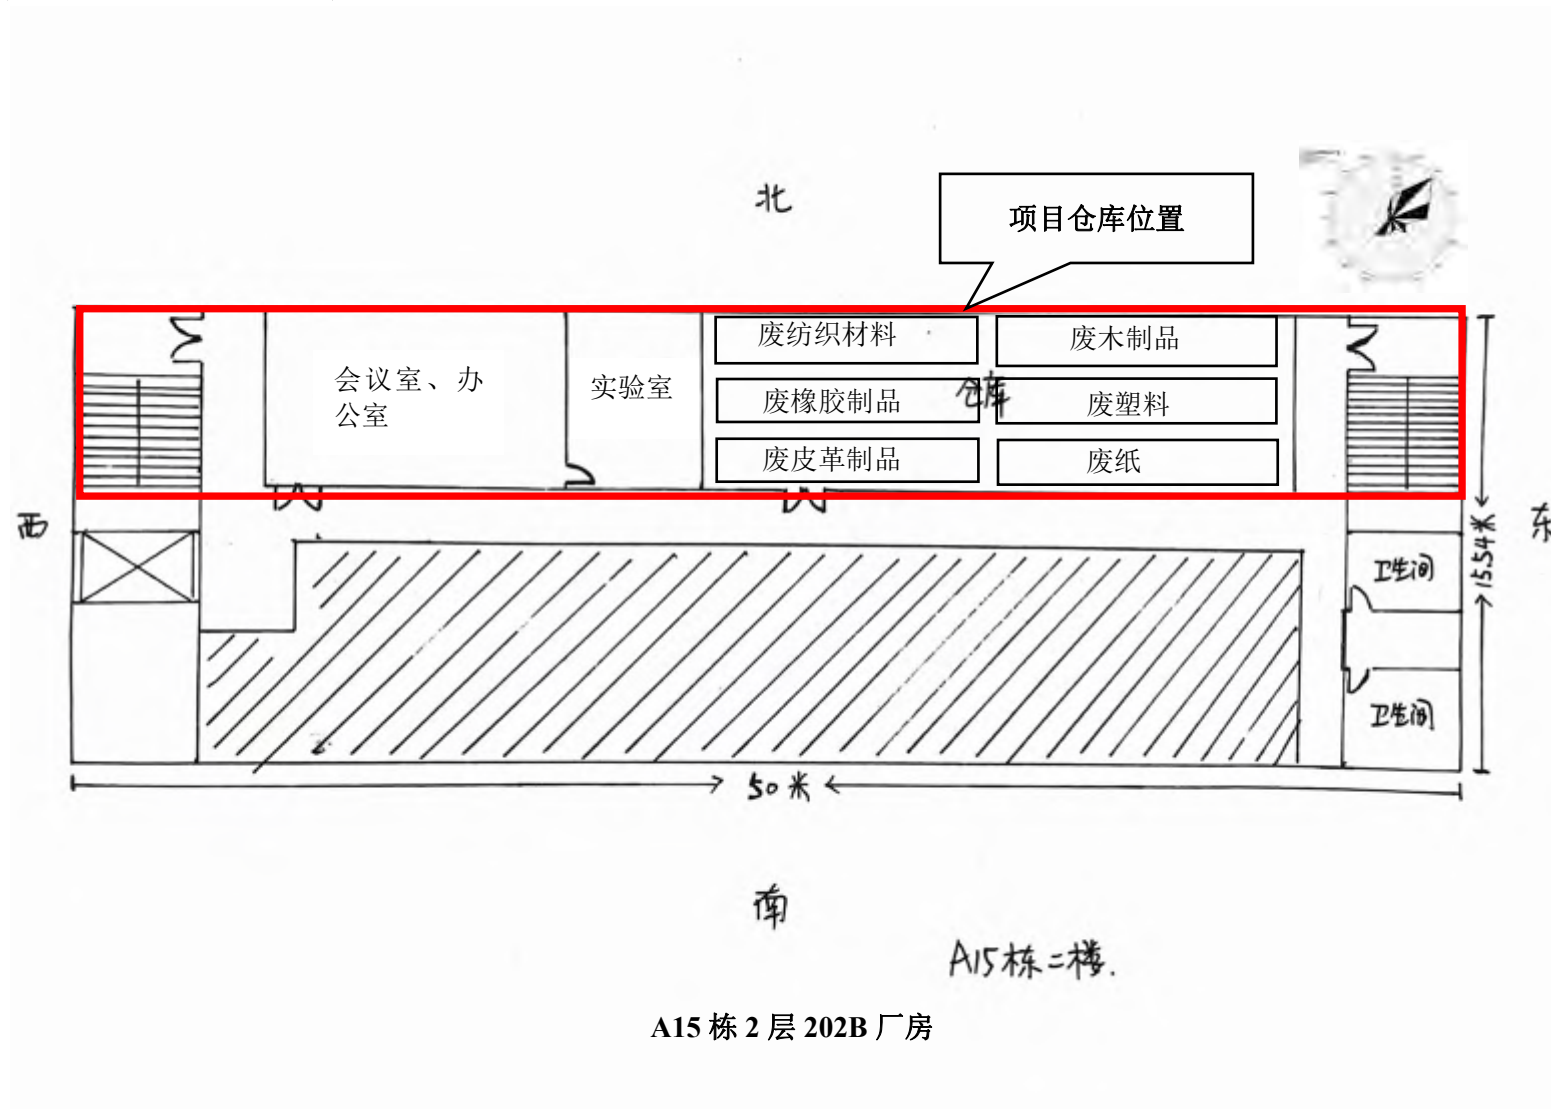 北
项目仓库位置
废纺织材料
废木制品
会议室、办
公室
实验室
废橡胶制品
仓库
废塑料
废皮革制品
废纸
西
东
15.54米
卫生间
卫生间
50米
南
A15栋二楼.
A15 栋 2 层 202B 厂房